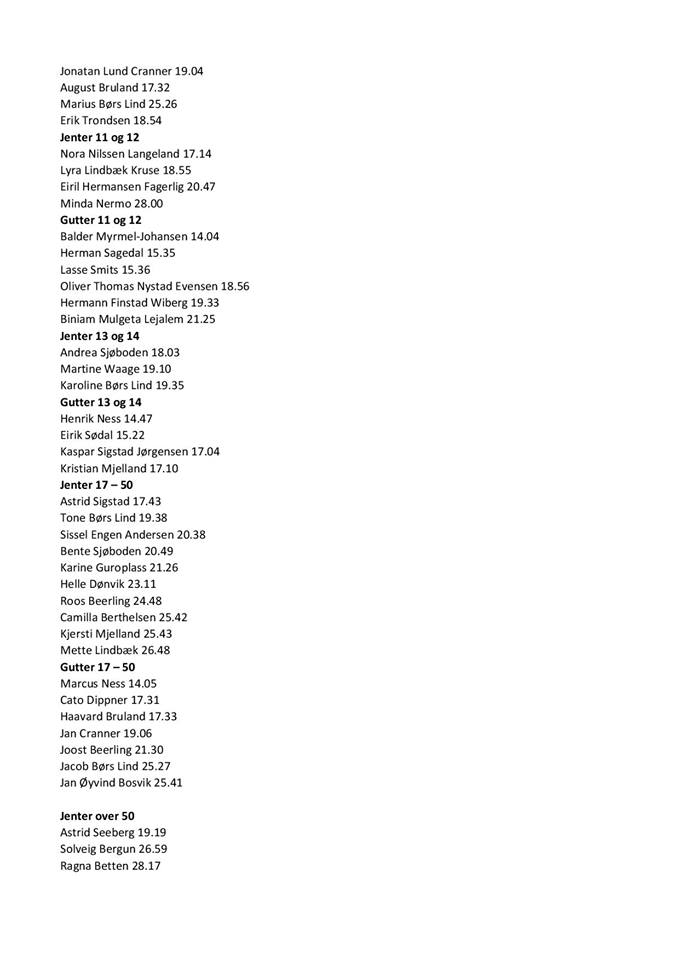 Jonatan Lund Cranner 19.04
August Bruland 17.32
Marius Børs Lind 25.26
Erik Trondsen 18.54
Jenter 11 og 12
Nora Nilssen Langeland 17.14
Lyra Lindbæk Kruse 18.55
Eiril Hermansen Fagerlig 20.47
Minda Nermo 28.00
Gutter 11 og 12
Balder Myrmel-Johansen 14.04
Herman Sagedal 15.35
Lasse Smits 15.36
Oliver Thomas Nystad Evensen 18.56
Hermann Finstad Wiberg 19.33
Biniam Mulgeta Lejalem 21.25
Jenter 13 og 14
Andrea Sjøboden 18.03
Martine Waage 19.10
Karoline Børs Lind 19.35
Gutter 13 og 14
Henrik Ness 14.47
Eirik Sødal 15.22
Kaspar Sigstad Jørgensen 17.04
Kristian Mjelland 17.10
Jenter 17 – 50
Astrid Sigstad 17.43
Tone Børs Lind 19.38
Sissel Engen Andersen 20.38
Bente Sjøboden 20.49
Karine Guroplass 21.26
Helle Dønvik 23.11
Roos Beerling 24.48
Camilla Berthelsen 25.42
Kjersti Mjelland 25.43
Mette Lindbæk 26.48
Gutter 17 – 50
Marcus Ness 14.05
Cato Dippner 17.31
Haavard Bruland 17.33
Jan Cranner 19.06
Joost Beerling 21.30
Jacob Børs Lind 25.27
Jan Øyvind Bosvik 25.41
Jenter over 50
Astrid Seeberg 19.19
Solveig Bergun 26.59
Ragna Betten 28.17